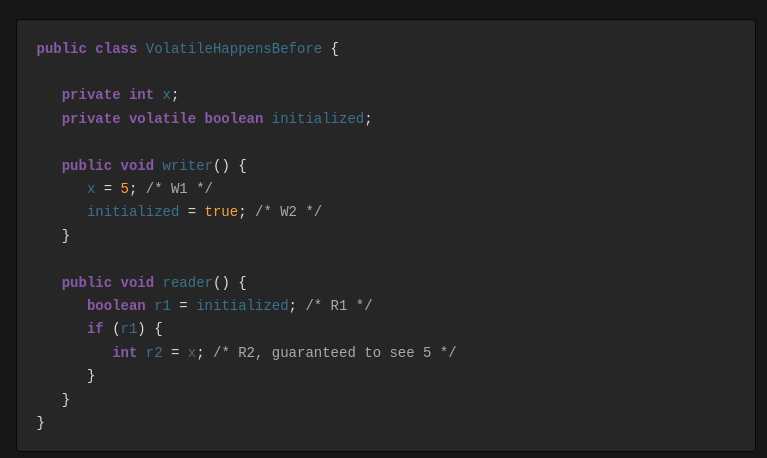 public class VolatileHappensBefore {
private int x;
private volatile boolean initialized;
public void writer() {
x = 5; /* W1 */
initialized = true; /* W2 */
}
public void reader() {
boolean r1 = initialized; /* R1 */
if (r1) {
int r2 = x; /* R2, guaranteed to see 5 */
}
}
}